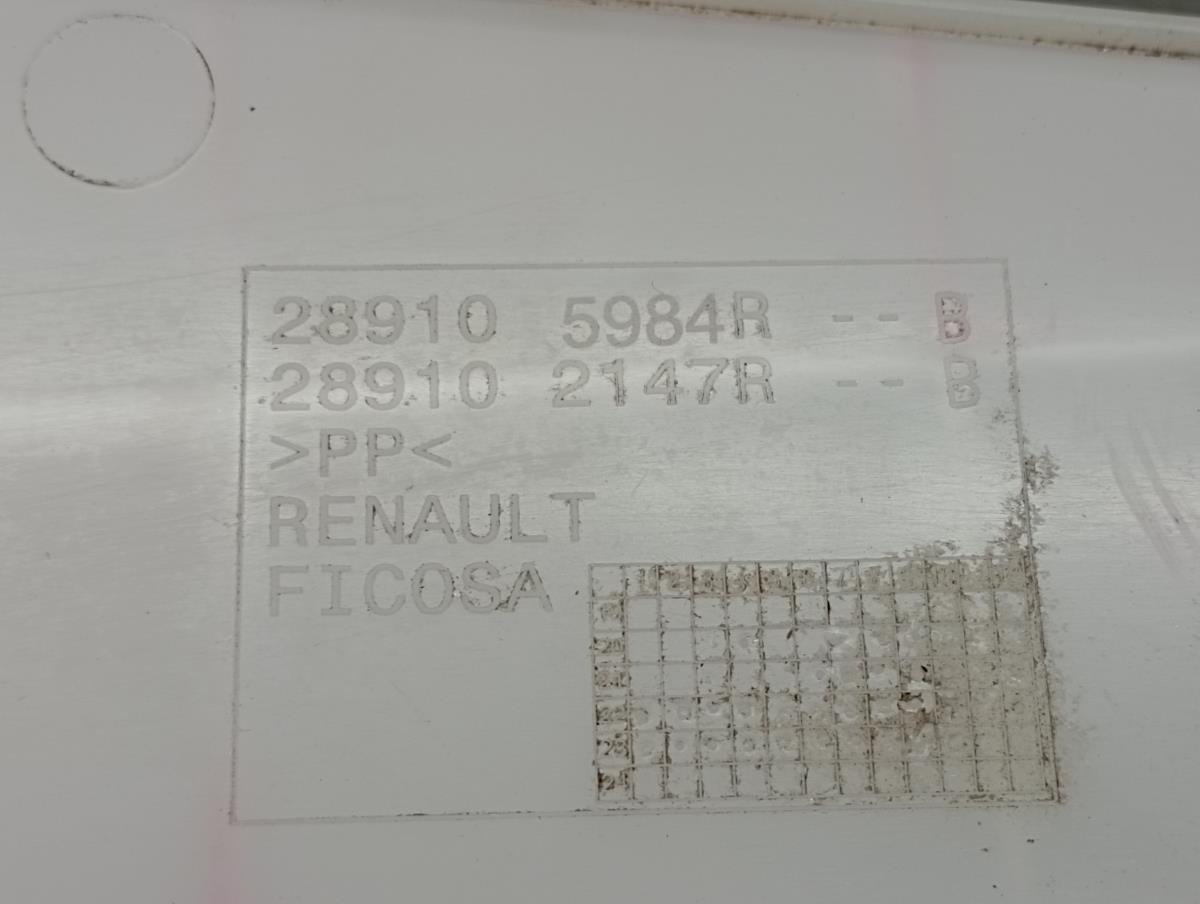 28910 5984R -- B
28910 2147R -- B
>PP<
RENAULT
FICOSA